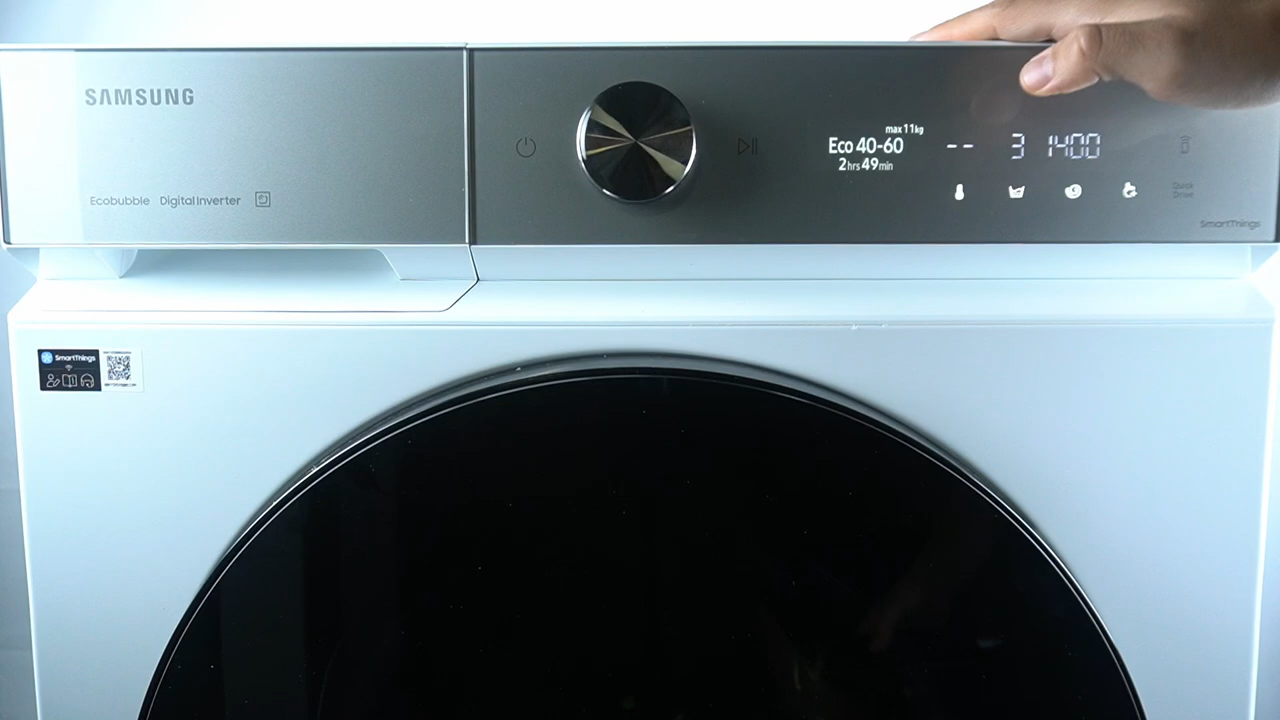 SAMSUNG
Ecobubble Digital Inverter
max 11kg
Eco 40-60
2hrs 49min
-- 3 1400
Quick
Drive
SmartThings
SmartThings